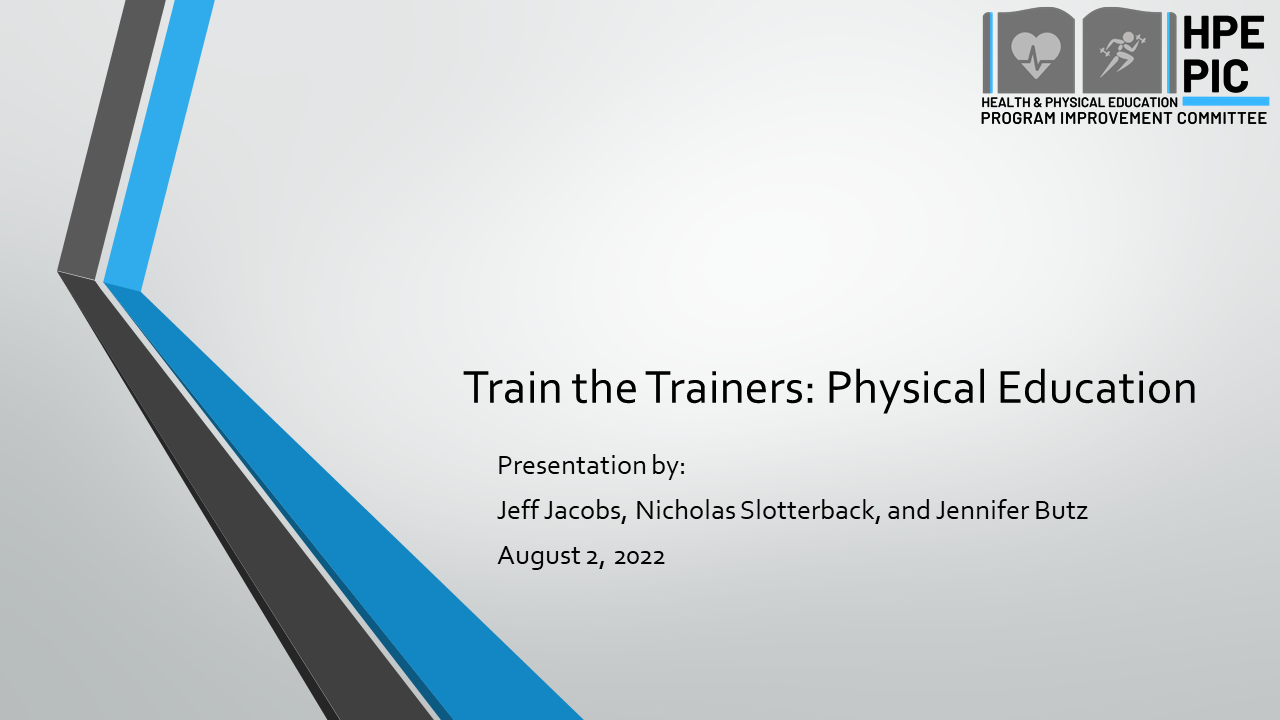 HPE
PIC
HEALTH & PHYSICAL EDUCATION
PROGRAM IMPROVEMENT COMMITTEE
Train the Trainers: Physical Education
Presentation by:
Jeff Jacobs, Nicholas Slotterback, and Jennifer Butz
August 2, 2022